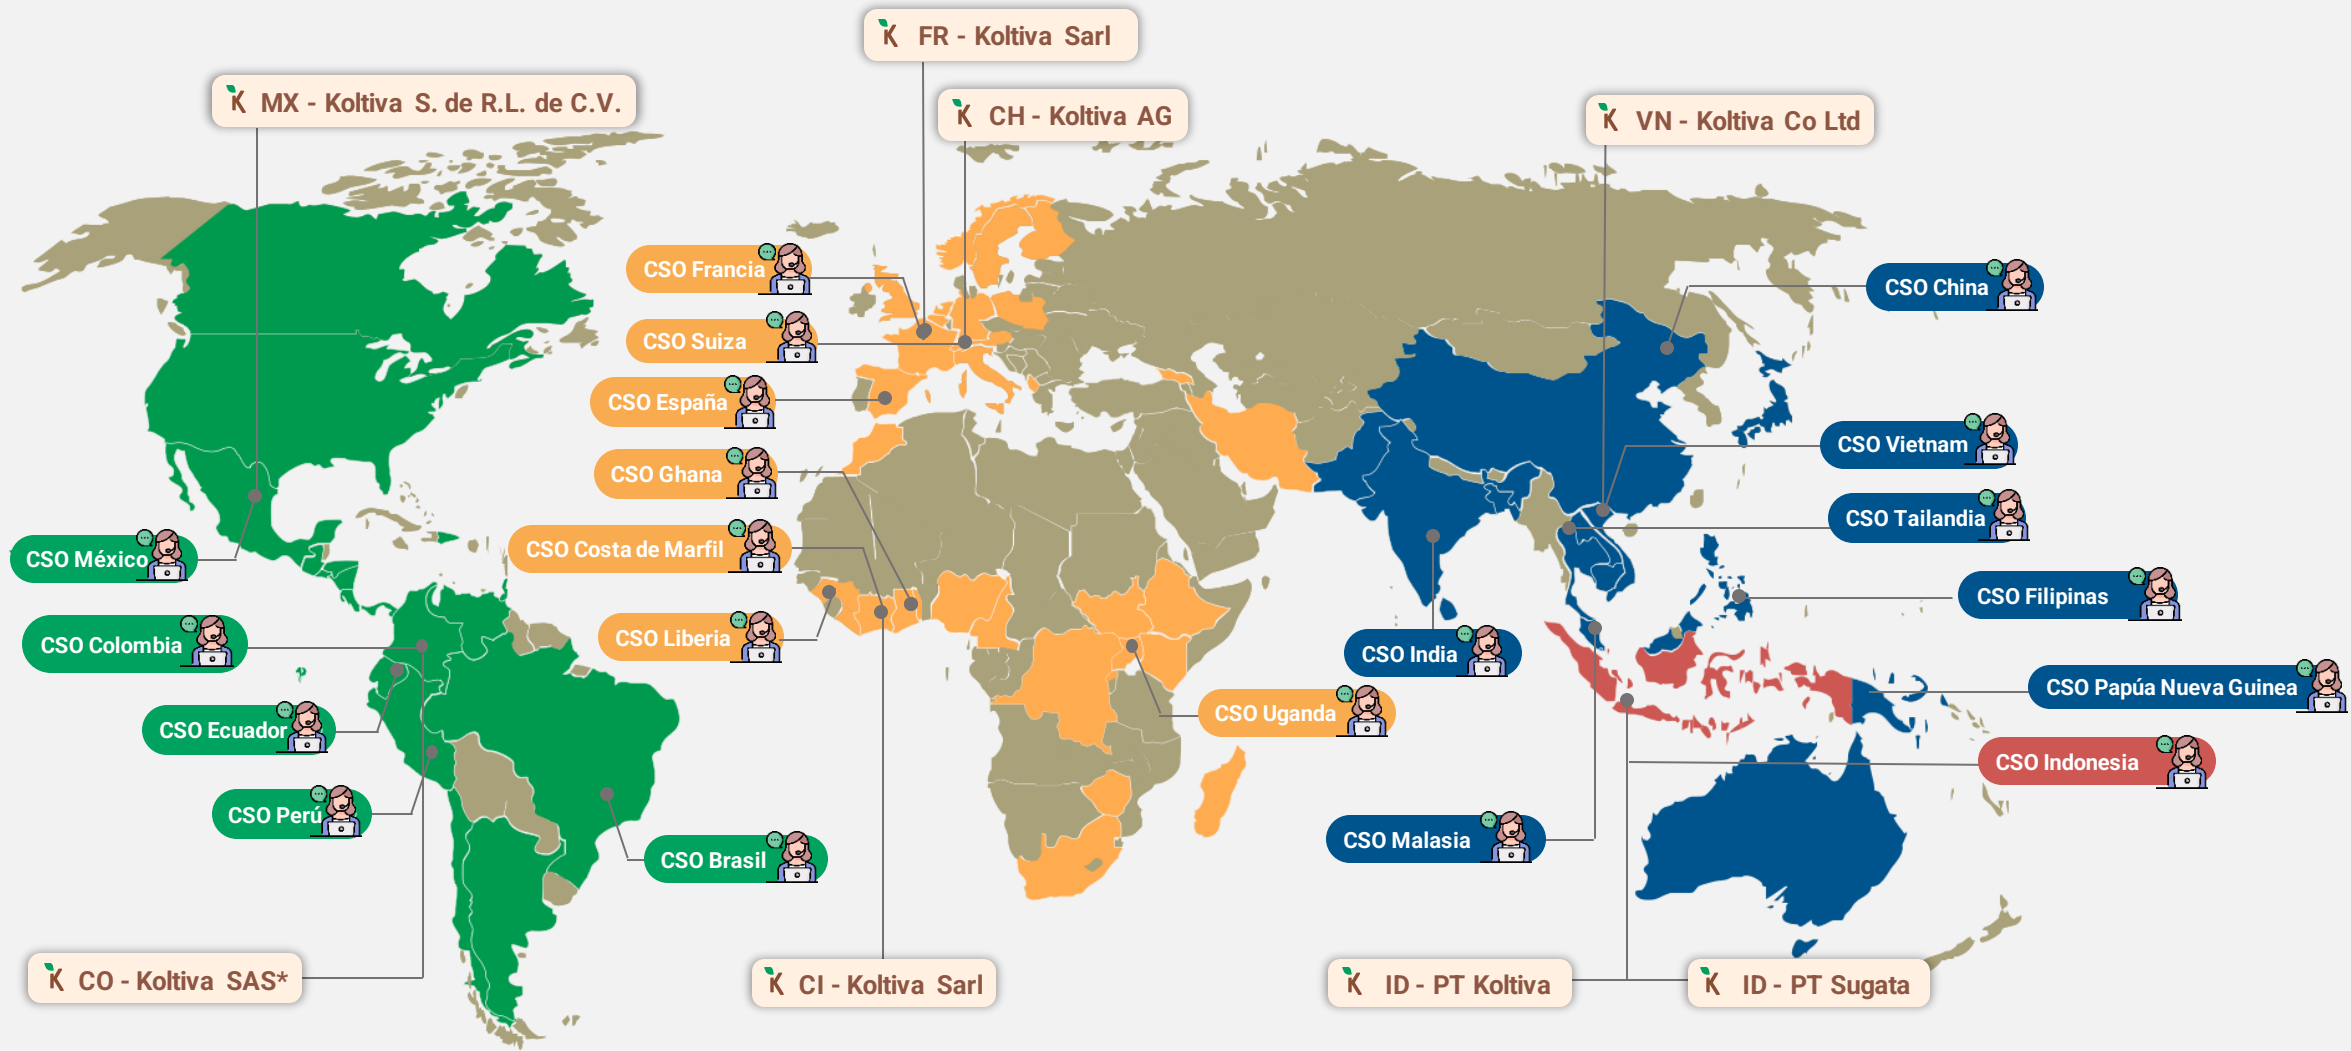 FR - Koltiva Sarl
MX - Koltiva S. de R.L. de C.V.
CH - Koltiva AG
VN - Koltiva Co Ltd
CSO Francia
CSO China
CSO Suiza
CSO España
CSO Vietnam
CSO Ghana
CSO Tailandia
CSO Costa de Marfil
CSO México
CSO Filipinas
CSO Liberia
CSO Colombia
CSO India
CSO Papúa Nueva Guinea
CSO Uganda
CSO Ecuador
CSO Indonesia
CSO Perú
CSO Malasia
CSO Brasil
CO - Koltiva SAS*
CI - Koltiva Sarl
ID - PT Koltiva
ID - PT Sugata